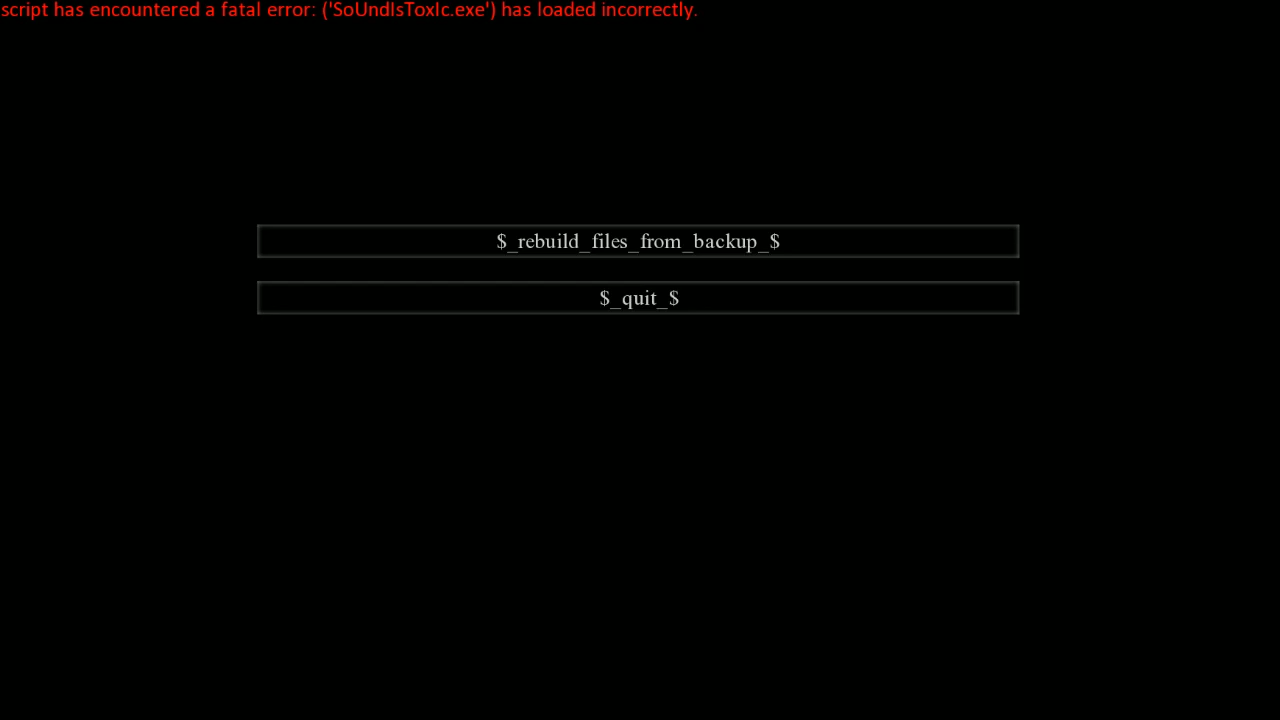 script has encountered a fatal error: ('SoUndIsToxIc.exe') has loaded incorrectly.
$_rebuild_files_from_backup_$
$_quit_$